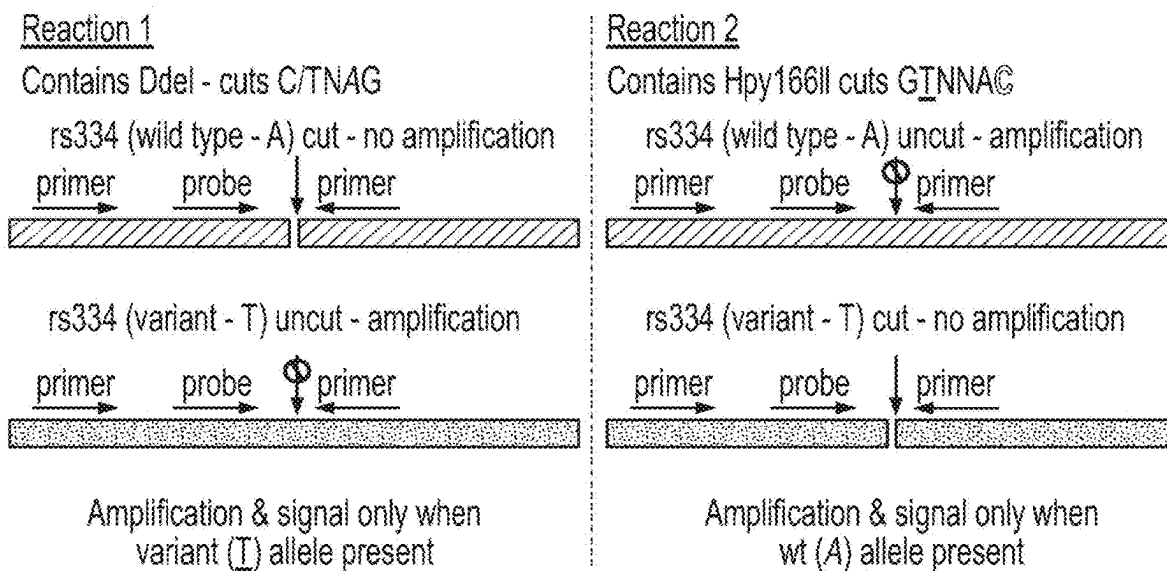 Reaction 1
Contains DdeI - cuts C/TNAG
rs334 (wild type - A) cut - no amplification
primer probe primer
rs334 (variant - T) uncut - amplification
primer probe primer
Amplification & signal only when
variant (T) allele present
Reaction 2
Contains Hpy166II cuts GTNNAC
rs334 (wild type - A) uncut - amplification
primer probe primer
rs334 (variant - T) cut - no amplification
primer probe primer
Amplification & signal only when
wt (A) allele present